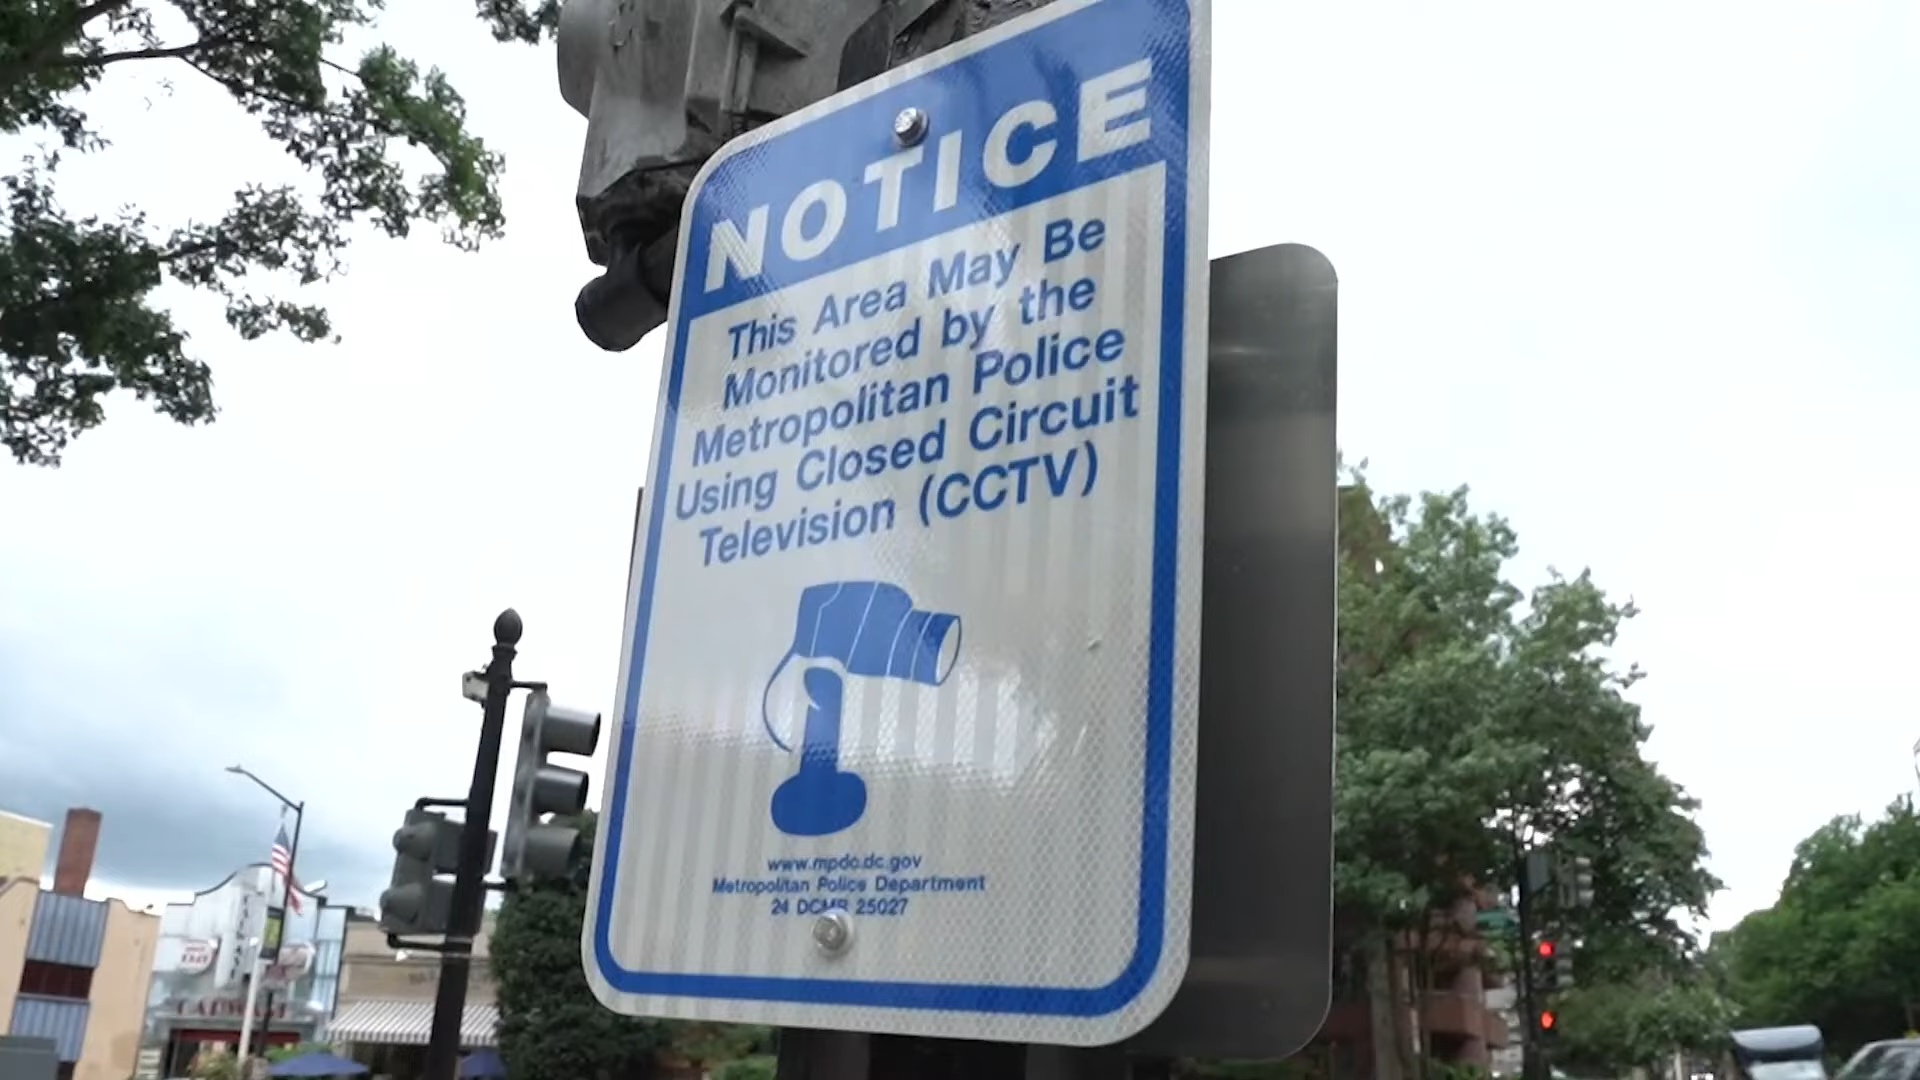 NOTICE
This Area May Be
Monitored by the
Metropolitan Police
Using Closed Circuit
Television (CCTV)
www.mpdc.dc.gov
Metropolitan Police Department
24 DCMR 25027